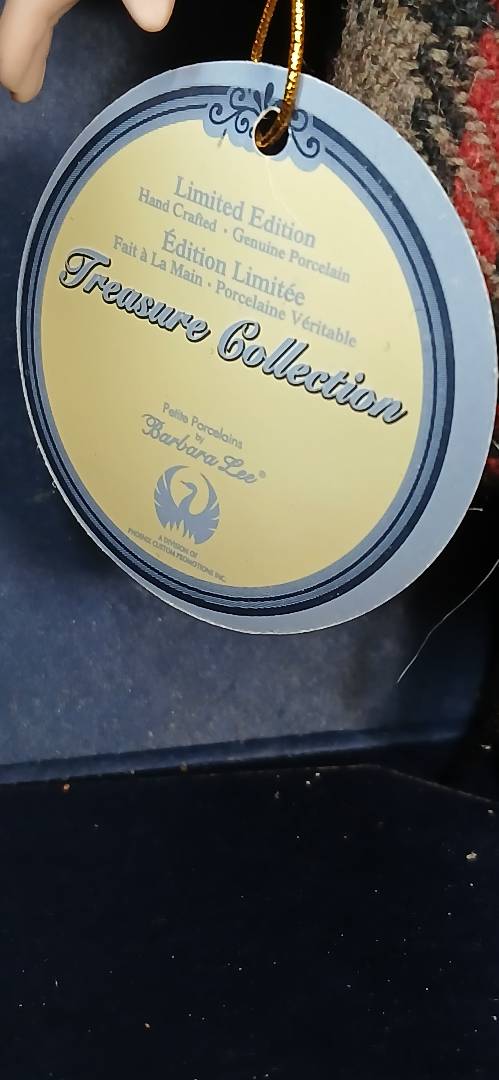 Limited Edition
Hand Crafted · Genuine Porcelain
Édition Limitée
Fait à La Main · Porcelaine Véritable
Treasure Collection
Petite Porcelains
by
Barbara Lee®
A DIVISION OF
PHOENIX CUSTOM PROMOTIONS INC.